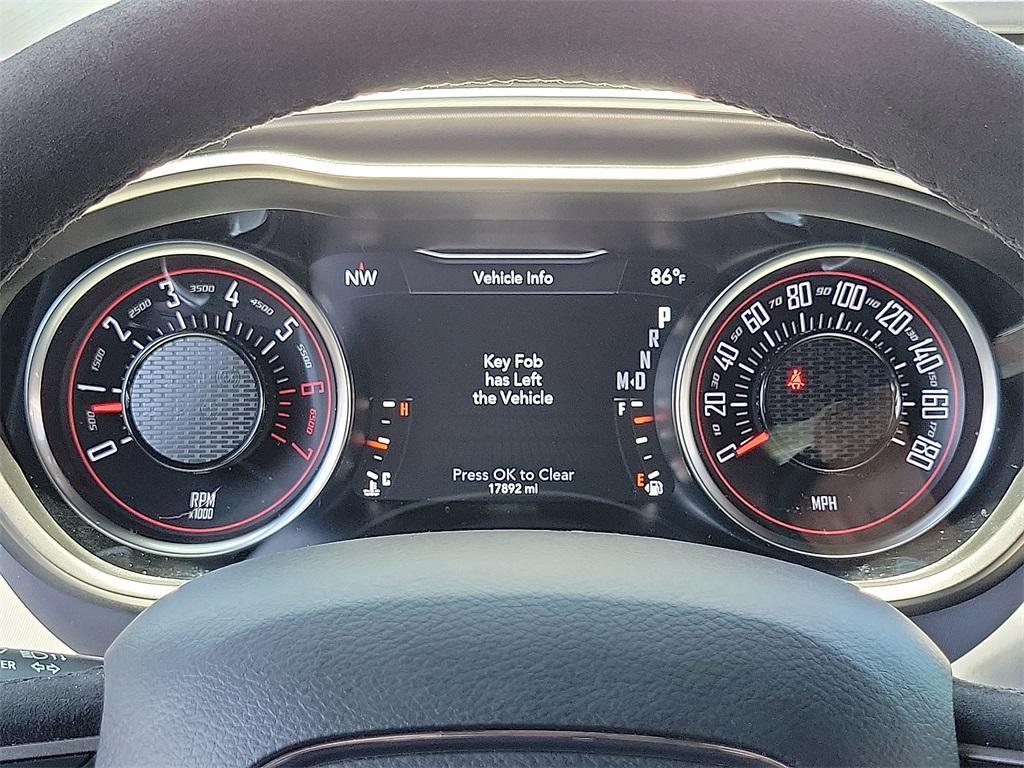 NW
Vehicle Info
86°F
Key Fob
has Left
the Vehicle
Press OK to Clear
17892 mi
P
R
N
M◂D
0
500
1
1500
2
2500
3
3500
4
4500
5
5500
6
6500
7
RPM
x1000
H
C
F
E
0
10
20
30
40
50
60
70
80
90
100
110
120
130
140
150
160
170
180
MPH
ER